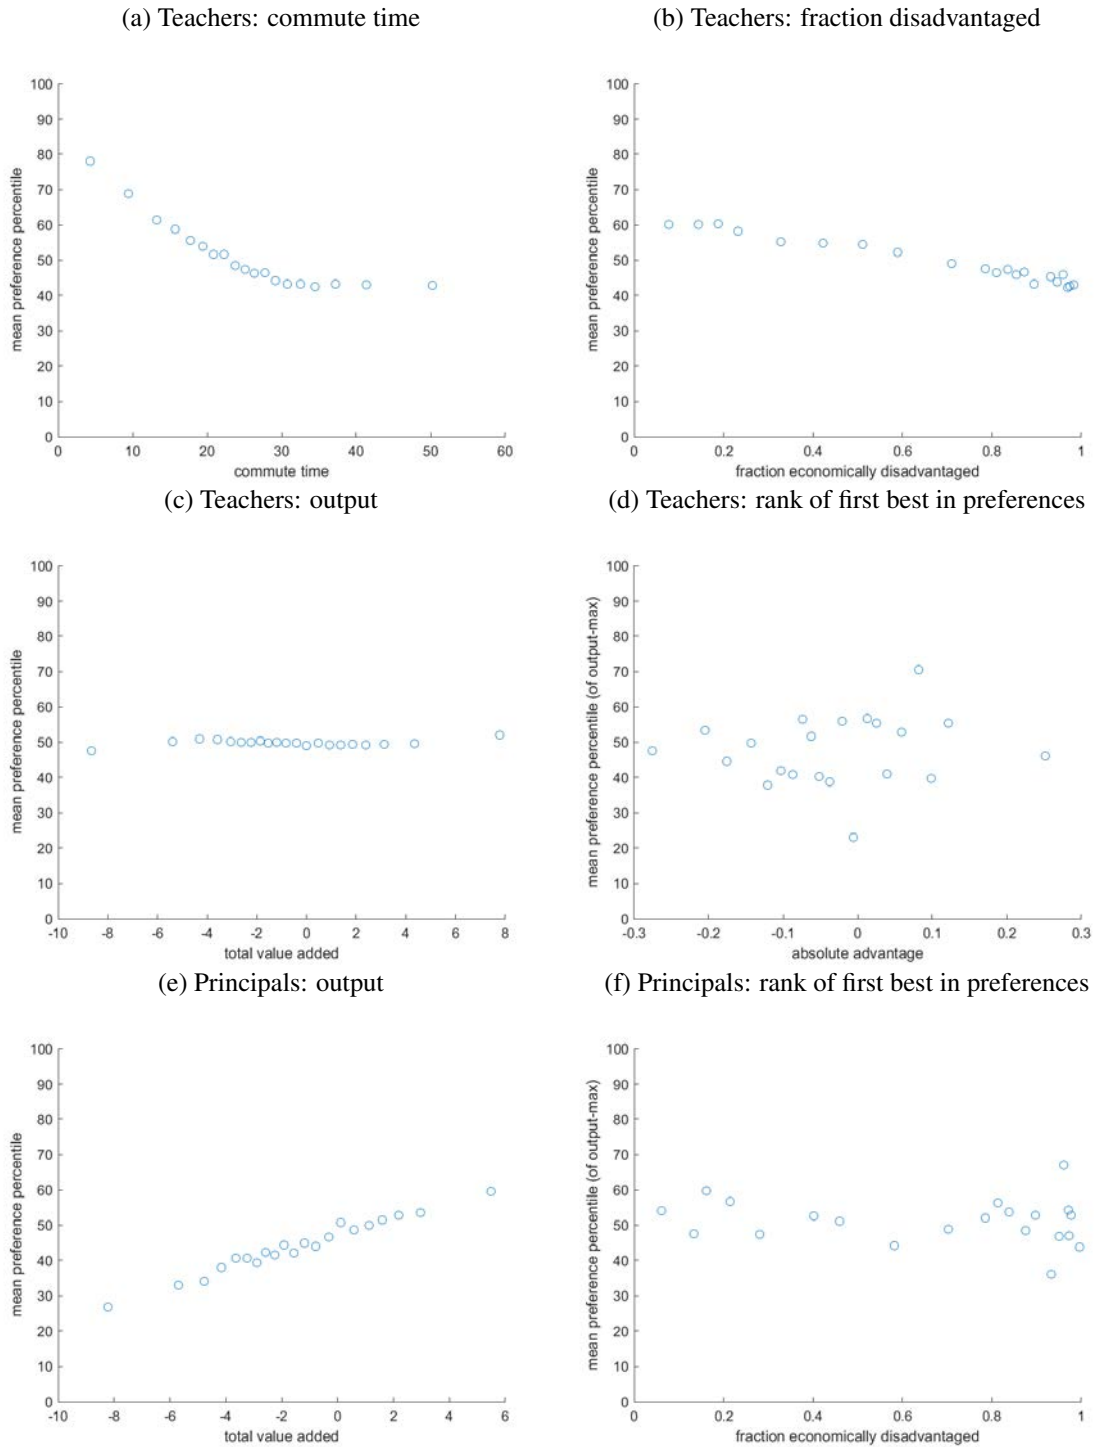 (a) Teachers: commute time
(b) Teachers: fraction disadvantaged
100
90
80
70
60
50
40
30
20
10
0
mean preference percentile
0 10 20 30 40 50 60
commute time
100
90
80
70
60
50
40
30
20
10
0
mean preference percentile
0 0.2 0.4 0.6 0.8 1
fraction economically disadvantaged
(c) Teachers: output
(d) Teachers: rank of first best in preferences
100
90
80
70
60
50
40
30
20
10
0
mean preference percentile
-10 -8 -6 -4 -2 0 2 4 6 8
total value added
100
90
80
70
60
50
40
30
20
10
0
mean preference percentile (of output-max)
-0.3 -0.2 -0.1 0 0.1 0.2 0.3
absolute advantage
(e) Principals: output
(f) Principals: rank of first best in preferences
100
90
80
70
60
50
40
30
20
10
0
mean preference percentile
-10 -8 -6 -4 -2 0 2 4 6
total value added
100
90
80
70
60
50
40
30
20
10
0
mean preference percentile (of output-max)
0 0.2 0.4 0.6 0.8 1
fraction economically disadvantaged